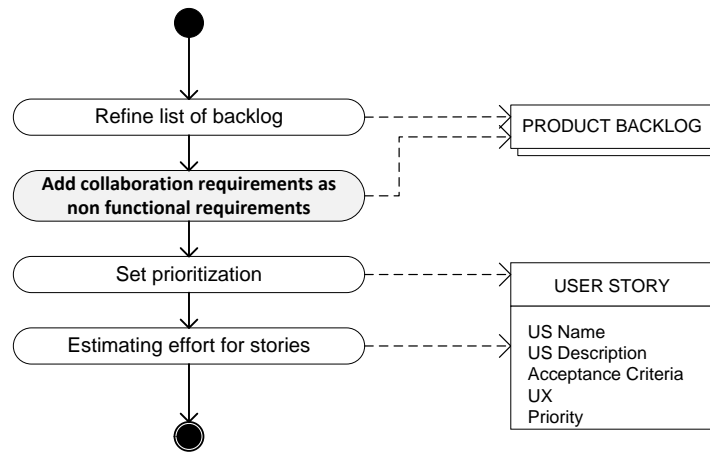 Refine list of backlog
PRODUCT BACKLOG
Add collaboration requirements as
non functional requirements
Set prioritization
USER STORY
Estimating effort for stories
US Name
US Description
Acceptance Criteria
UX
Priority